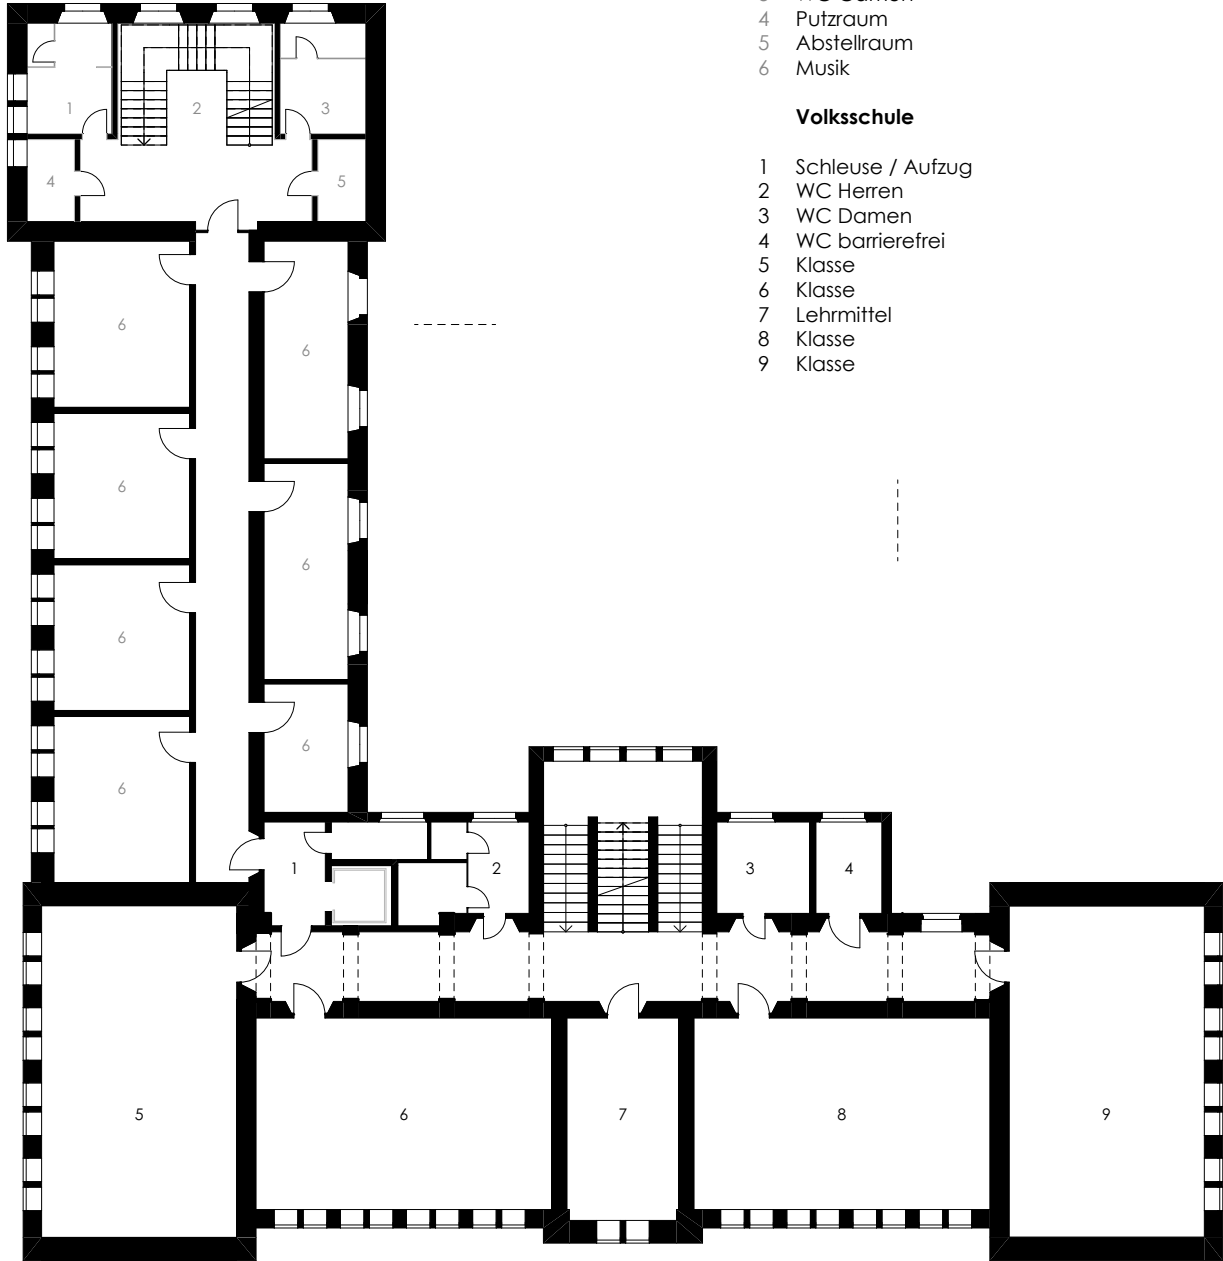 4 Putzraum
5 Abstellraum
6 Musik
Volksschule
1 Schleuse / Aufzug
2 WC Herren
3 WC Damen
4 WC barrierefrei
5 Klasse
6 Klasse
7 Lehrmittel
8 Klasse
9 Klasse
1 2 3
4 5
6 6
6
6
6
6
6
1 2 3 4
5 6 7 8 9